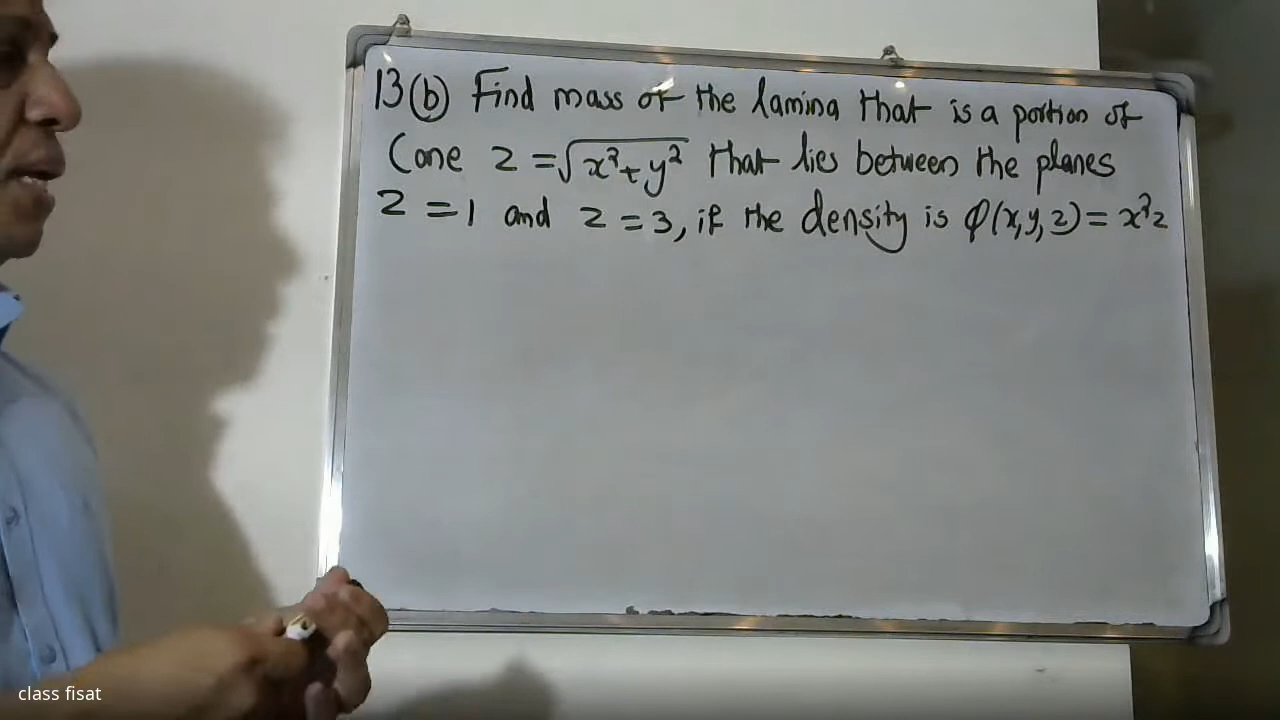 13(b) Find mass of the lamina that is a portion of
Cone z = √x²+y² that lies between the planes
z = 1 and z = 3, if the density is φ(x,y,z) = x²z
class fisat